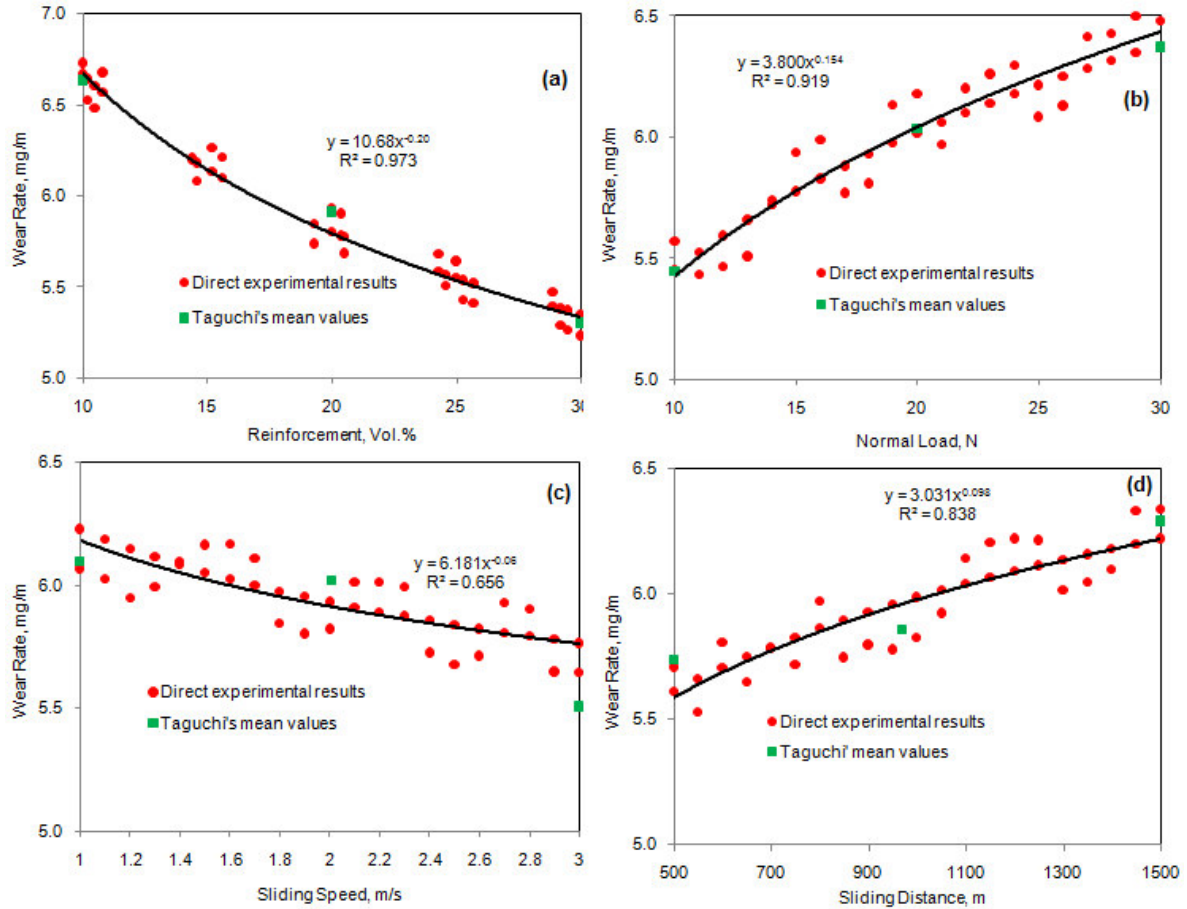 7.0
6.5
6.0
5.5
5.0
Wear Rate, mg/m
(a)
y = 10.68x-0.20
R² = 0.973
Direct experimental results
Taguchi's mean values
10 15 20 25 30
Reinforcement, Vol.%
6.5
6.0
5.5
5.0
Wear Rate, mg/m
y = 3.800x0.154
R² = 0.919
(b)
Direct experimental results
Taguchi's mean values
10 15 20 25 30
Normal Load, N
6.5
6.0
5.5
5.0
Wear Rate, mg/m
(c)
y = 6.181x-0.06
R² = 0.656
Direct experimental results
Taguchi's mean values
1 1.2 1.4 1.6 1.8 2 2.2 2.4 2.6 2.8 3
Sliding Speed, m/s
6.5
6.0
5.5
5.0
Wear Rate, mg/m
y = 3.031x0.098
R² = 0.838
(d)
Direct experimental results
Taguchi' mean values
500 700 900 1100 1300 1500
Sliding Distance, m